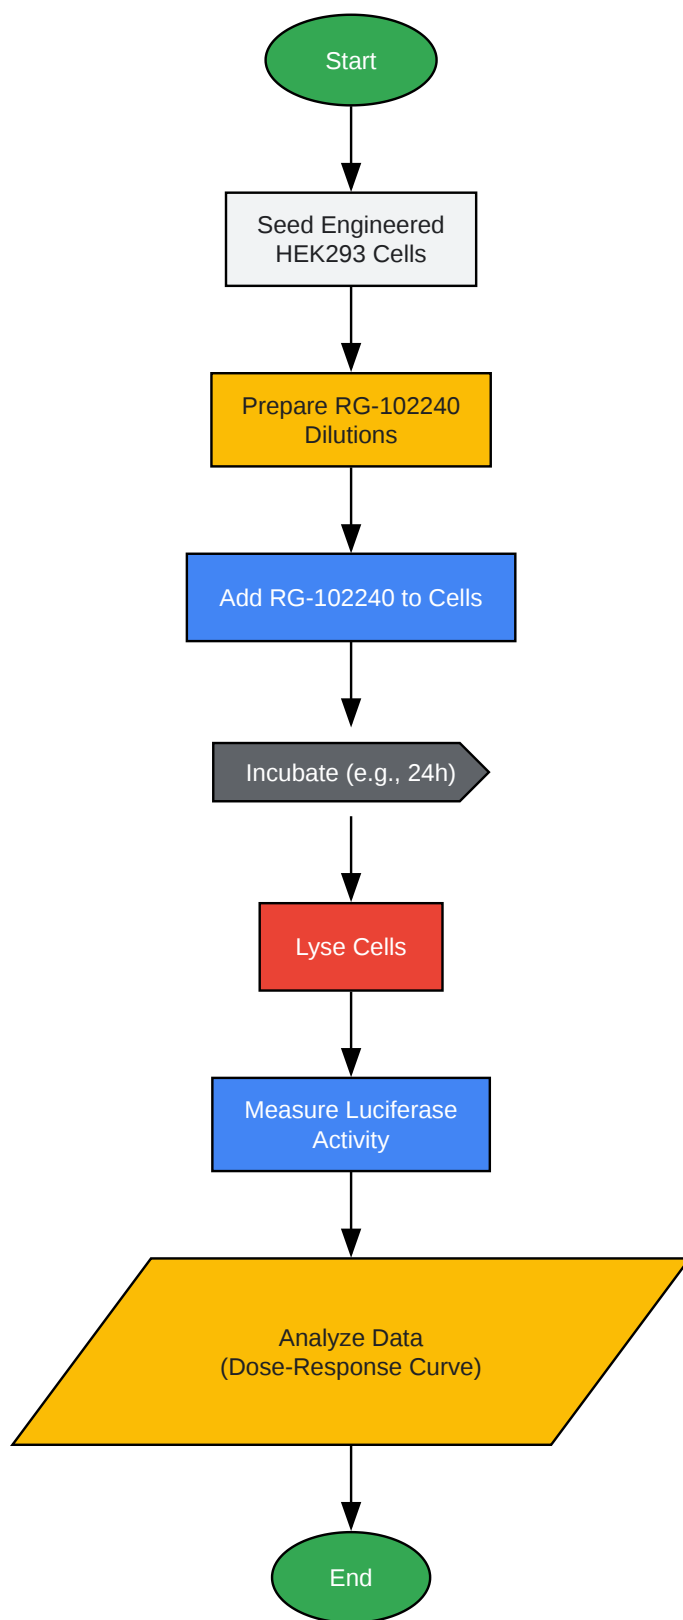 Start
Seed Engineered
HEK293 Cells
Prepare RG-102240
Dilutions
Add RG-102240 to Cells
Incubate (e.g., 24h)
Lyse Cells
Measure Luciferase
Activity
Analyze Data
(Dose-Response Curve)
End